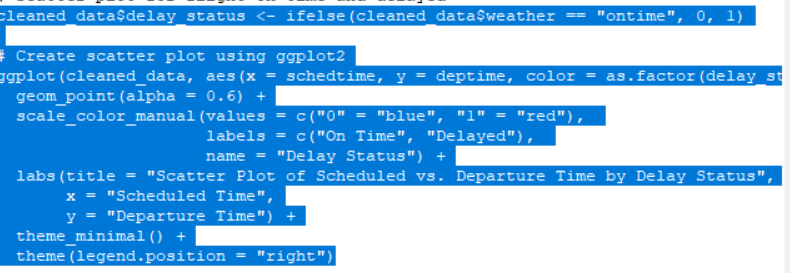 cleaned_data$delay_status <- ifelse(cleaned_data$weather == "ontime", 0, 1)
# Create scatter plot using ggplot2
ggplot(cleaned_data, aes(x = schedtime, y = deptime, color = as.factor(delay_st
geom_point(alpha = 0.6) +
scale_color_manual(values = c("0" = "blue", "1" = "red"),
labels = c("On Time", "Delayed"),
name = "Delay Status") +
labs(title = "Scatter Plot of Scheduled vs. Departure Time by Delay Status",
x = "Scheduled Time",
y = "Departure Time") +
theme_minimal() +
theme(legend.position = "right")